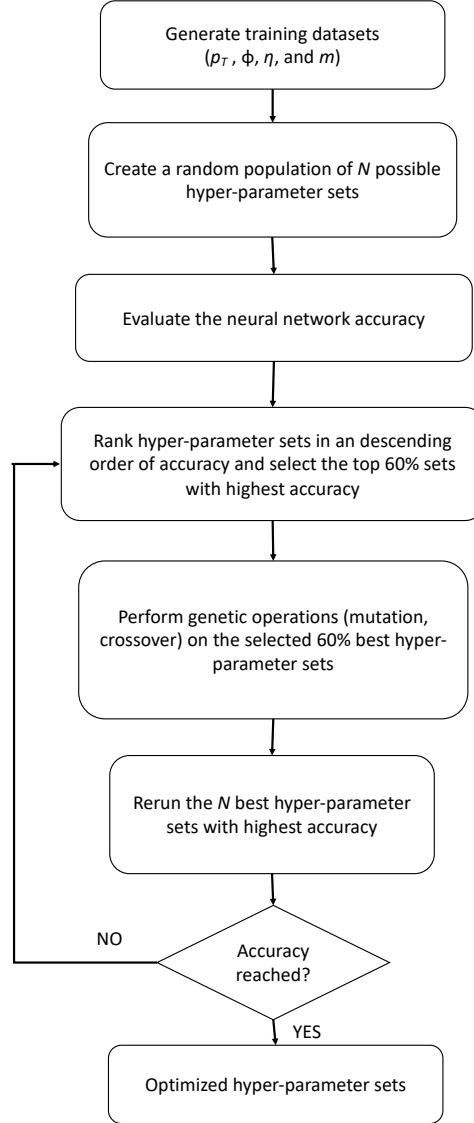 Generate training datasets
(p_T , ϕ, η, and m)
Create a random population of N possible
hyper-parameter sets
Evaluate the neural network accuracy
Rank hyper-parameter sets in an descending
order of accuracy and select the top 60% sets
with highest accuracy
Perform genetic operations (mutation,
crossover) on the selected 60% best hyper-
parameter sets
Rerun the N best hyper-parameter
sets with highest accuracy
Accuracy
reached?
NO
YES
Optimized hyper-parameter sets